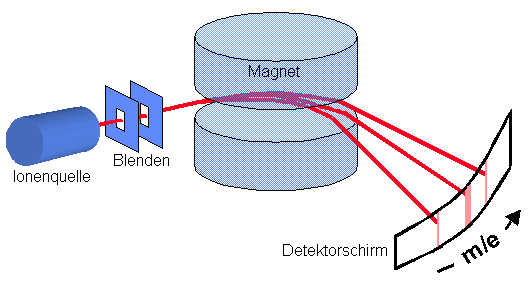 Magnet
Blenden
Ionenquelle
Detektorschirm
m/e